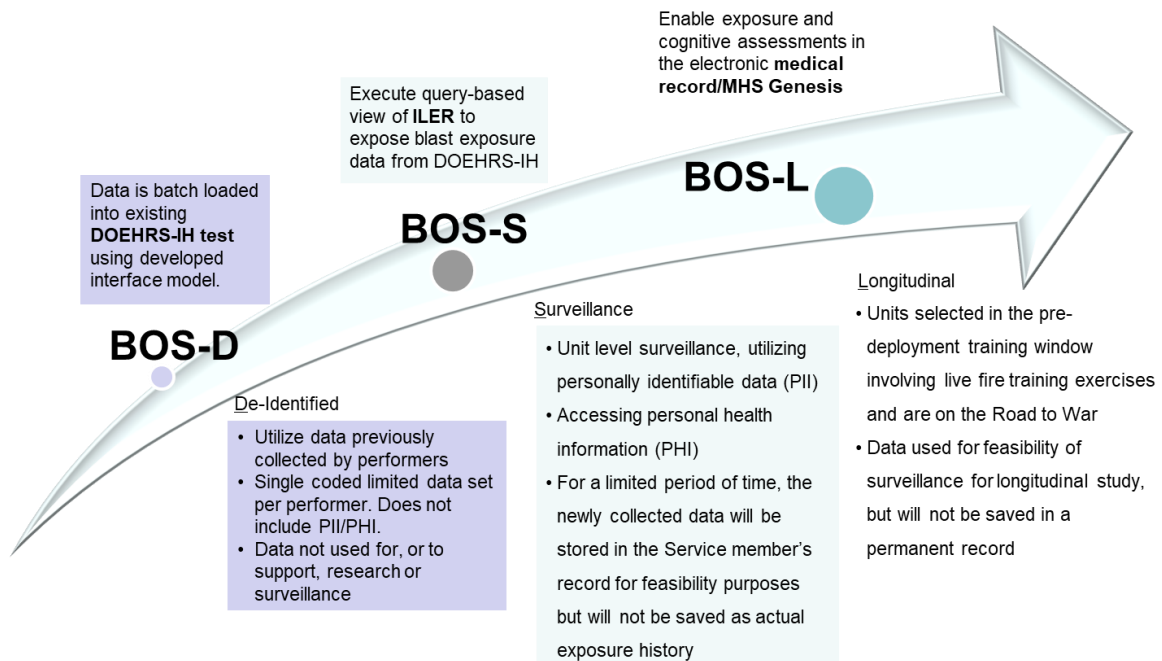 Data is batch loaded
into existing
DOEHRS-IH test
using developed
interface model.
BOS-D
De-Identified
• Utilize data previously
collected by performers
• Single coded limited data set
per performer. Does not
include PII/PHI.
• Data not used for, or to
support, research or
surveillance
Execute query-based
view of ILER to
expose blast exposure
data from DOEHRS-IH
BOS-S
Surveillance
• Unit level surveillance, utilizing
personally identifiable data (PII)
• Accessing personal health
information (PHI)
• For a limited period of time, the
newly collected data will be
stored in the Service member’s
record for feasibility purposes
but will not be saved as actual
exposure history
Enable exposure and
cognitive assessments in
the electronic medical
record/MHS Genesis
BOS-L
Longitudinal
• Units selected in the pre-
deployment training window
involving live fire training exercises
and are on the Road to War
• Data used for feasibility of
surveillance for longitudinal study,
but will not be saved in a
permanent record